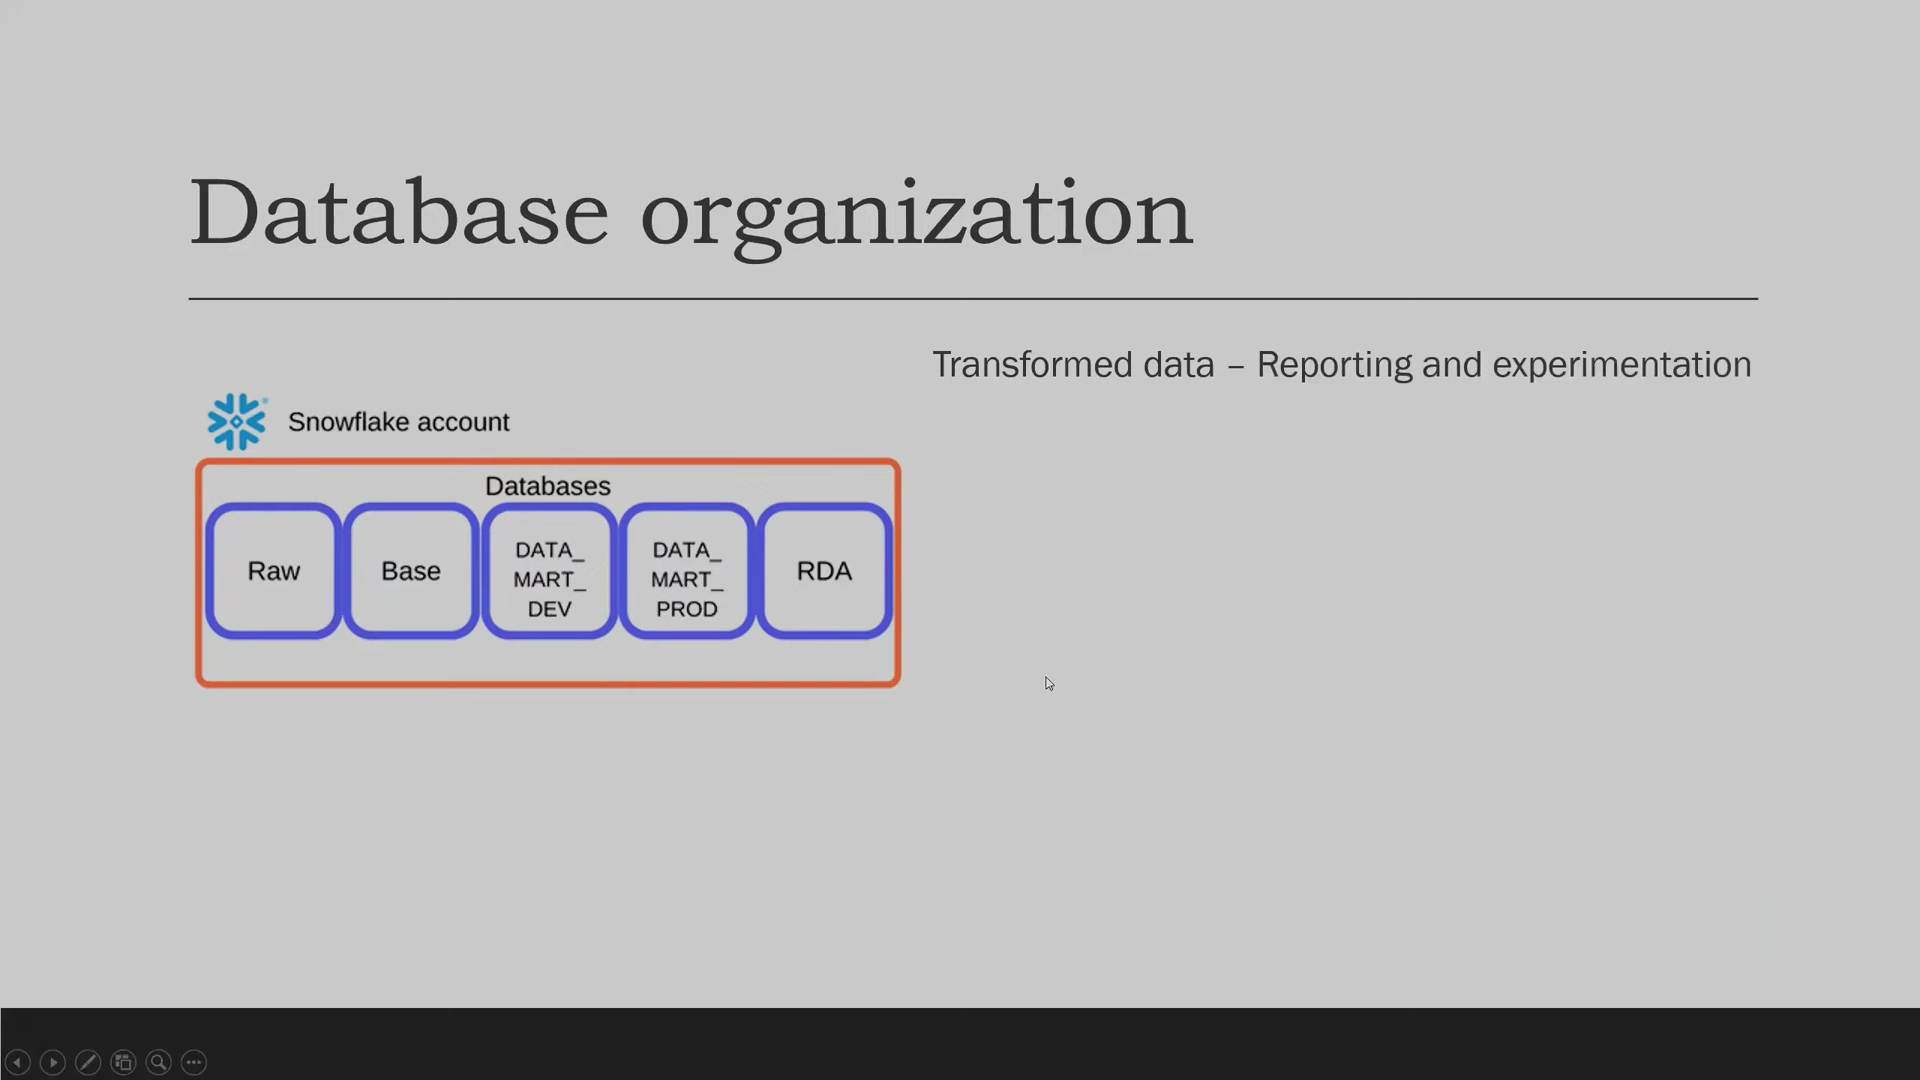 Database organization
Transformed data – Reporting and experimentation
Snowflake account
Databases
Raw
Base
DATA_
MART_
DEV
DATA_
MART_
PROD
RDA